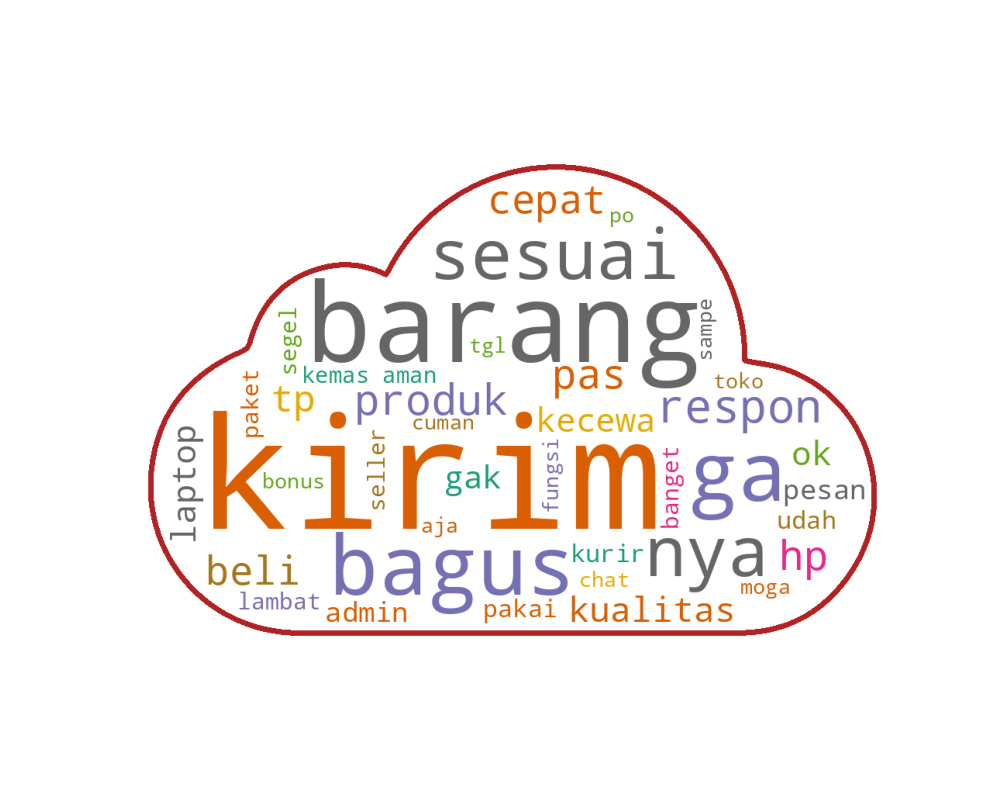 cepat
po
sesuai
barang
sampe
segel
tgl
kemas aman
pas
toko
paket
tp
produk
cuman
kecewa
respon
kirim
laptop
bonus
seller
gak
fungsi
banget
ga
ok
pesan
aja
udah
bagus
nya
hp
kurir
beli
chat
moga
lambat
admin
pakai
kualitas